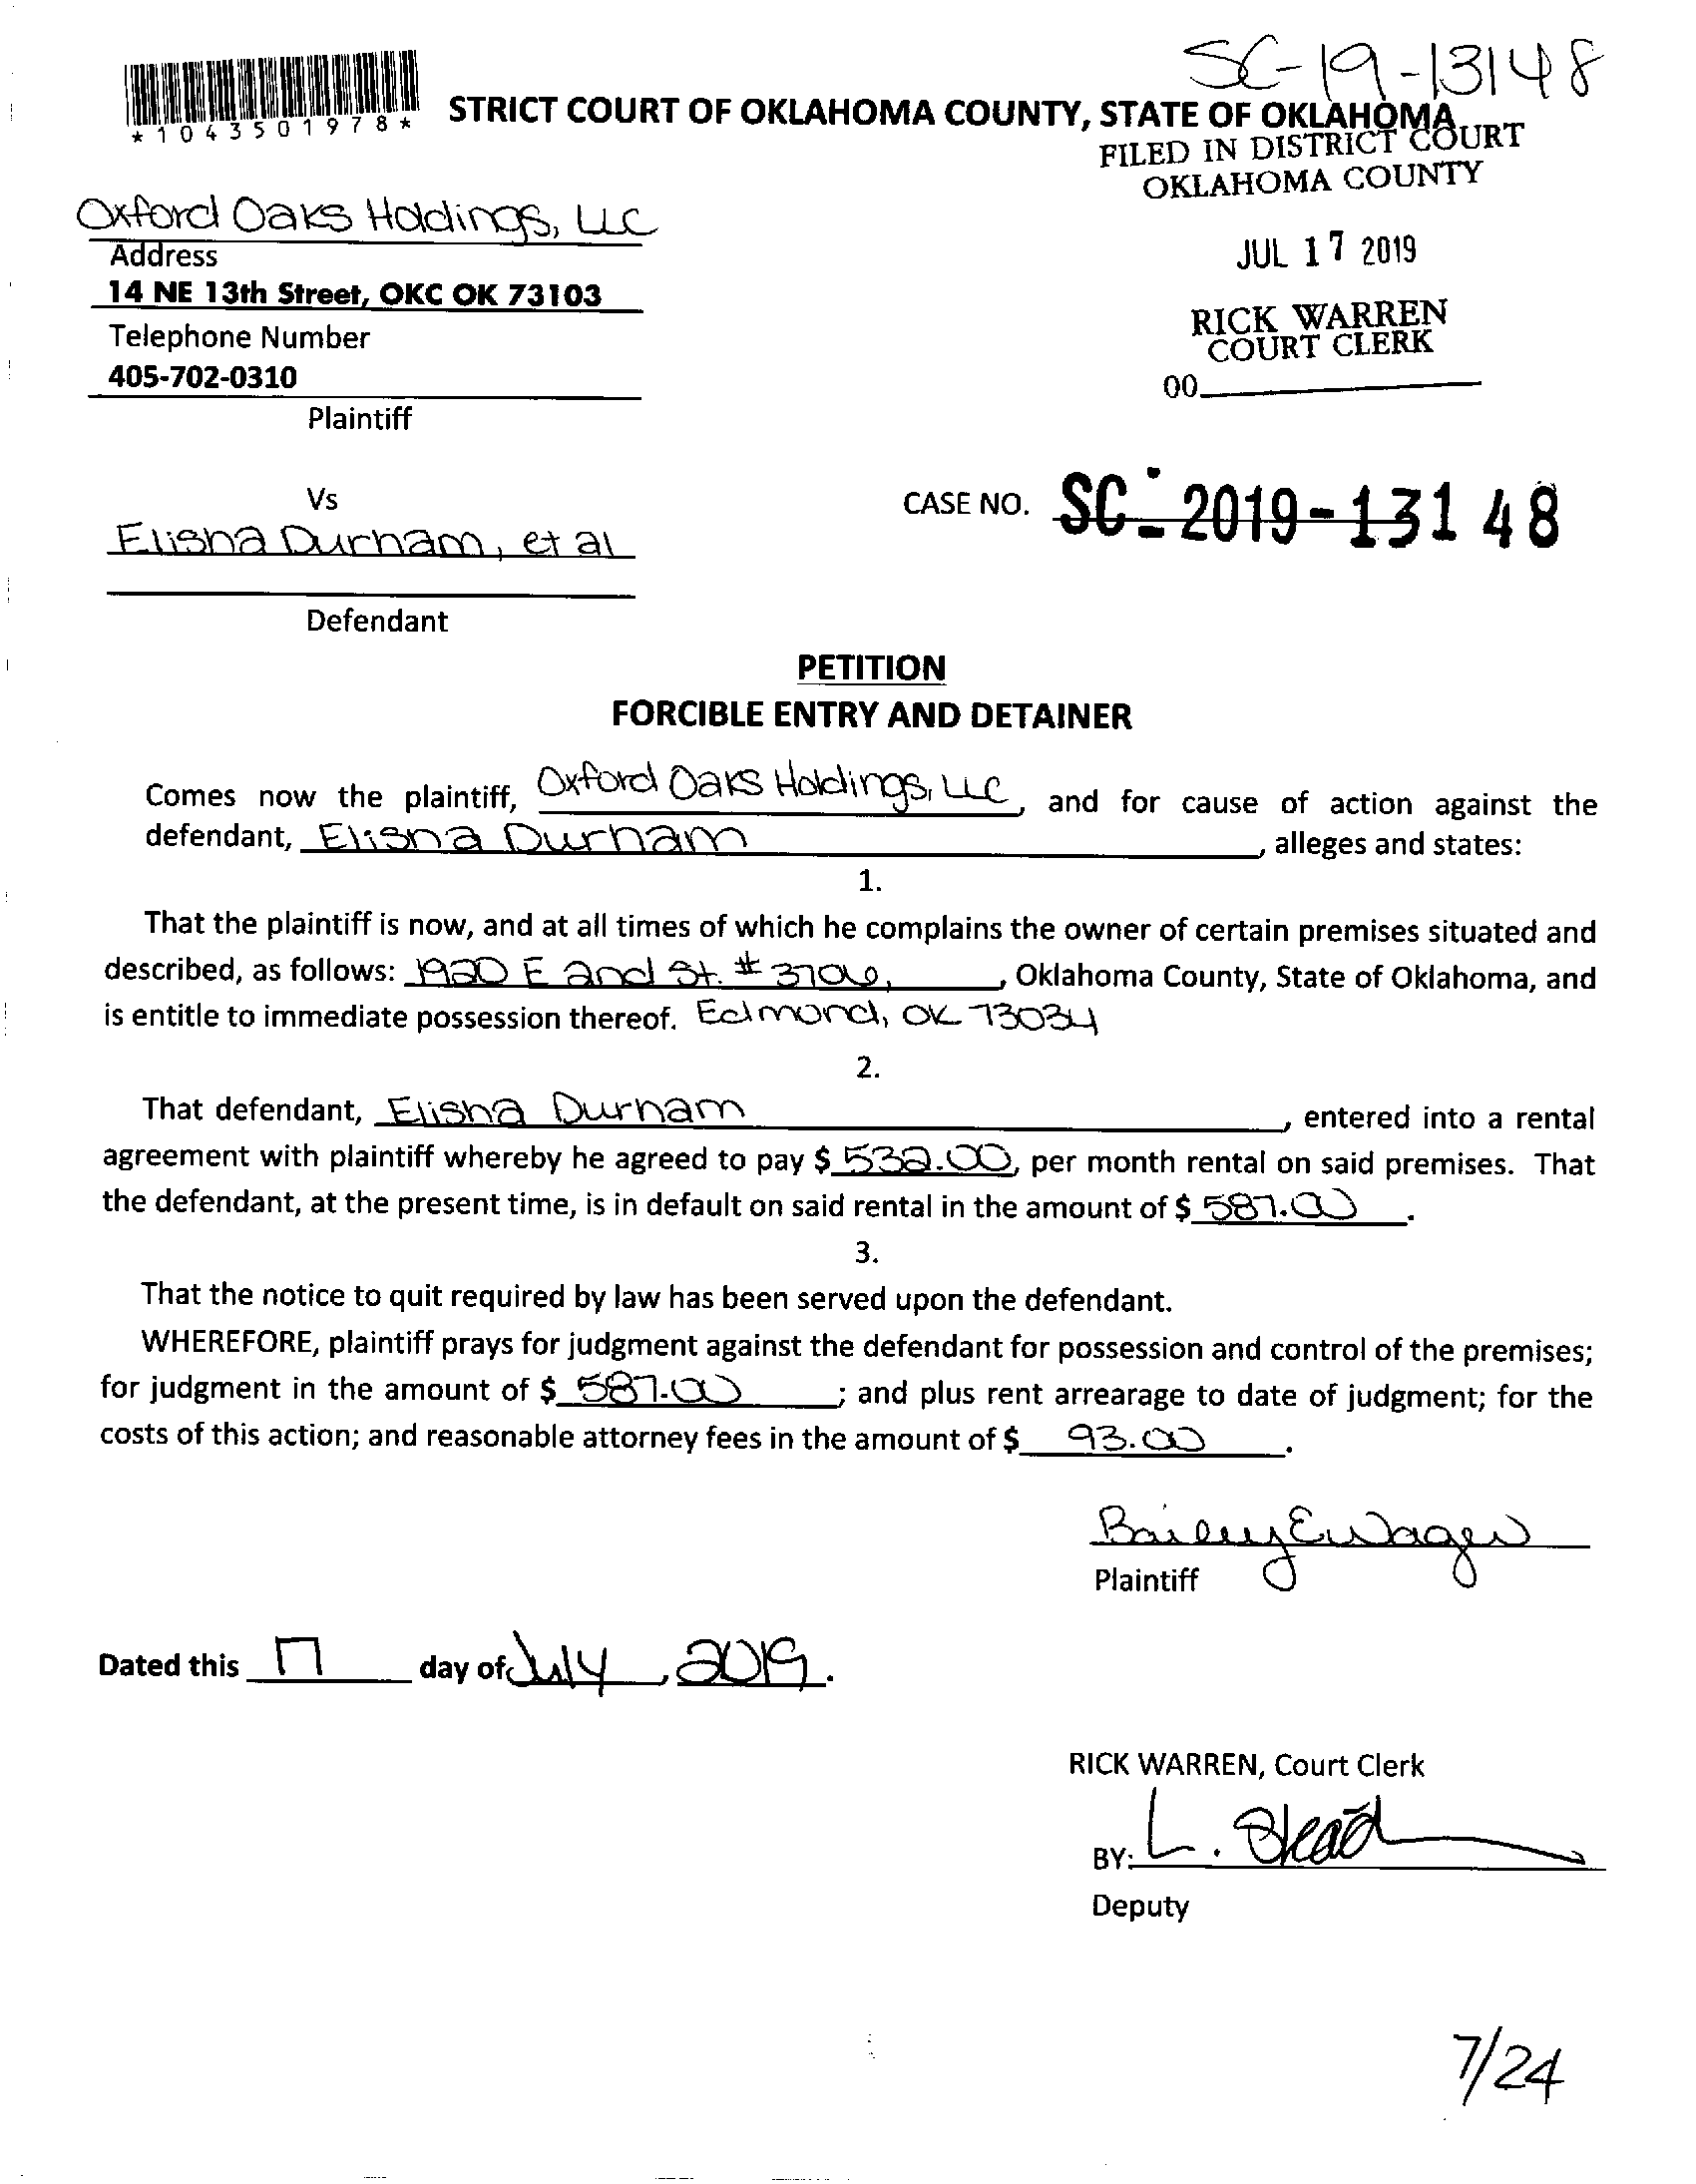 SC-19-13148
*1043501978*
STRICT COURT OF OKLAHOMA COUNTY, STATE OF OKLAHOMA
FILED IN DISTRICT COURT
OKLAHOMA COUNTY
JUL 17 2019
RICK WARREN
COURT CLERK
00
Oxford Oaks Holdings, LLC
Address
14 NE 13th Street, OKC OK 73103
Telephone Number
405-702-0310
Plaintiff
Vs
Elisha Durham, et al
Defendant
CASE NO. SC-2019-13148
PETITION
FORCIBLE ENTRY AND DETAINER
Comes now the plaintiff, Oxford Oaks Holdings, LLC, and for cause of action against the
defendant, Elisha Durham, alleges and states:
1.
That the plaintiff is now, and at all times of which he complains the owner of certain premises situated and
described, as follows: 1920 E 2nd St. # 3706, , Oklahoma County, State of Oklahoma, and
is entitle to immediate possession thereof. Edmond, OK 73034
2.
That defendant, Elisha Durham, entered into a rental
agreement with plaintiff whereby he agreed to pay $ 532.00, per month rental on said premises. That
the defendant, at the present time, is in default on said rental in the amount of $ 587.00.
3.
That the notice to quit required by law has been served upon the defendant.
WHEREFORE, plaintiff prays for judgment against the defendant for possession and control of the premises;
for judgment in the amount of $ 587.00; and plus rent arrearage to date of judgment; for the
costs of this action; and reasonable attorney fees in the amount of $ 93.00.
Bailey E Wagen
Plaintiff
Dated this 17 day of July, 2019.
RICK WARREN, Court Clerk
BY: L.
Deputy
7/24